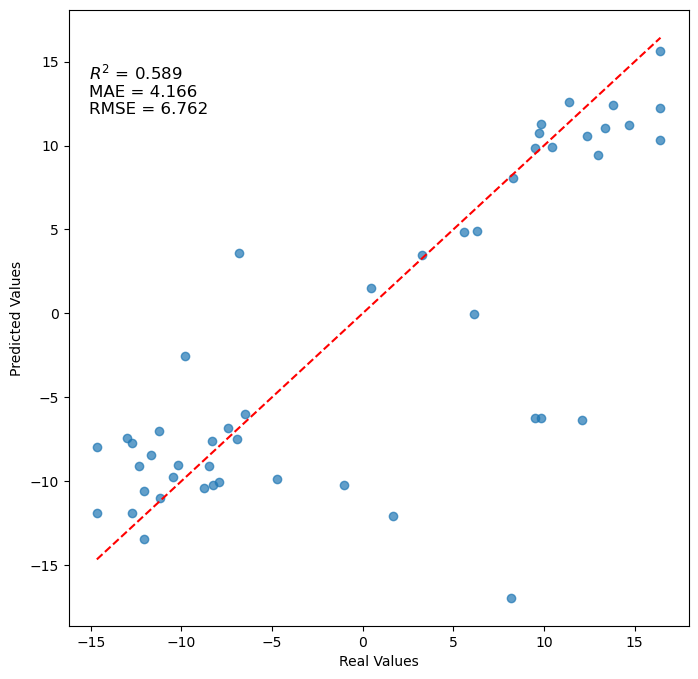 R² = 0.589
MAE = 4.166
RMSE = 6.762
15
10
5
0
−5
−10
−15
Predicted Values
−15
−10
−5
0
5
10
15
Real Values